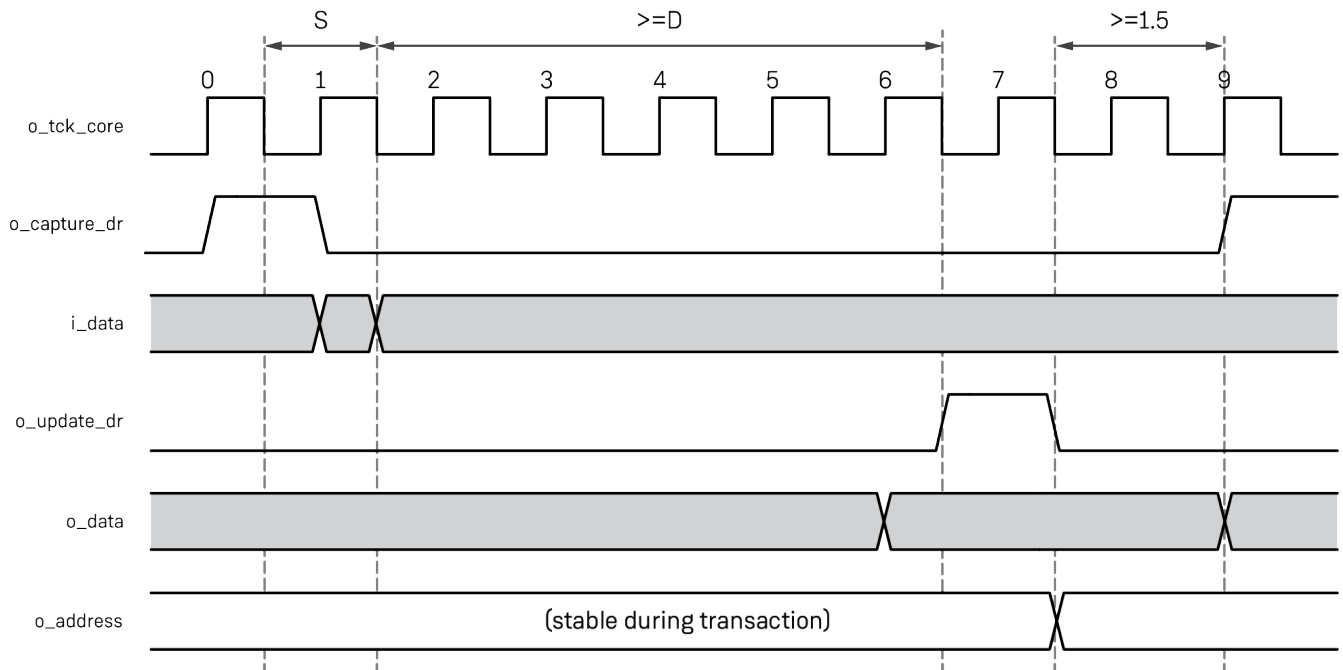 S >=D >=1.5
0 1 2 3 4 5 6 7 8 9
o_tck_core
o_capture_dr
i_data
o_update_dr
o_data
o_address (stable during transaction)